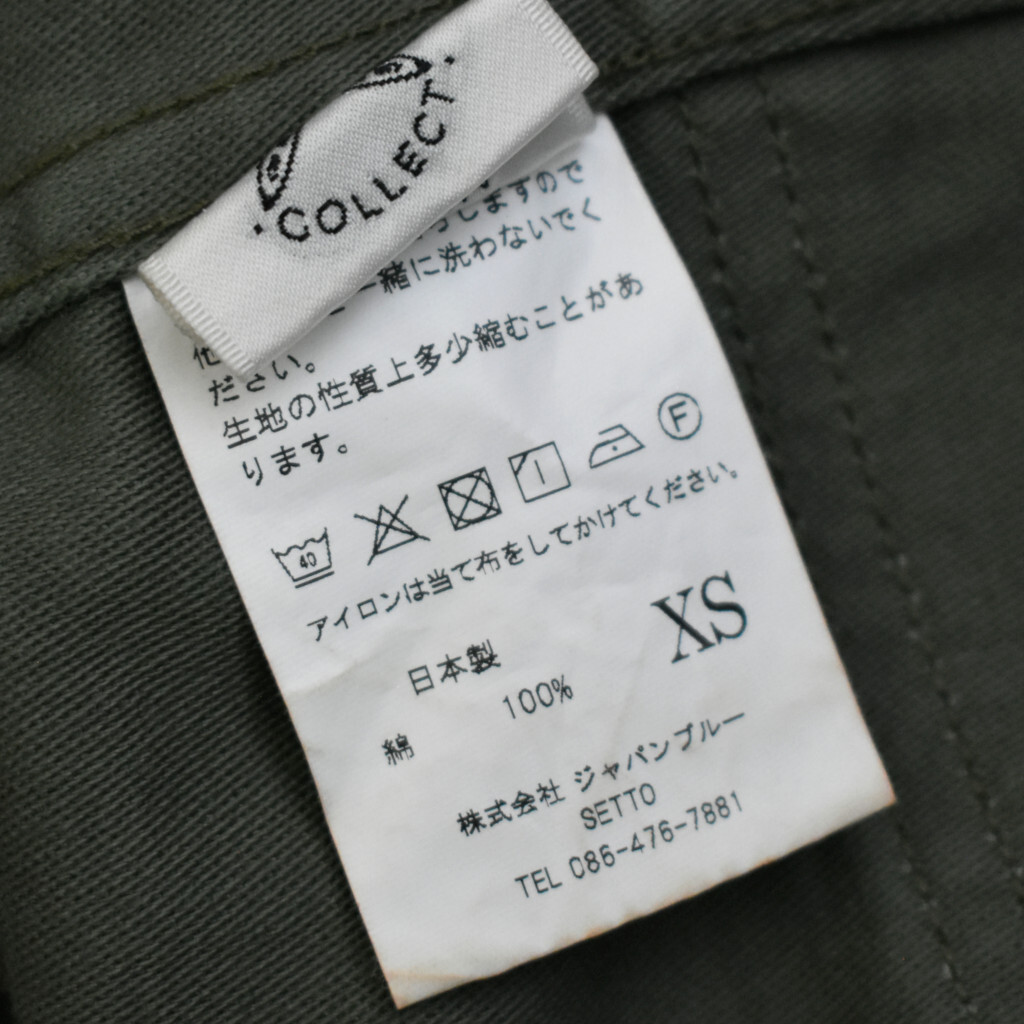 COLLECT
しますので
一緒に洗わないでく
ださい。
生地の性質上多少縮むことがあ
ります。
40
F
アイロンは当て布をしてかけてください。
XS
日本製
綿 100%
株式会社 ジャパンブルー
SETTO
TEL 086-476-7881